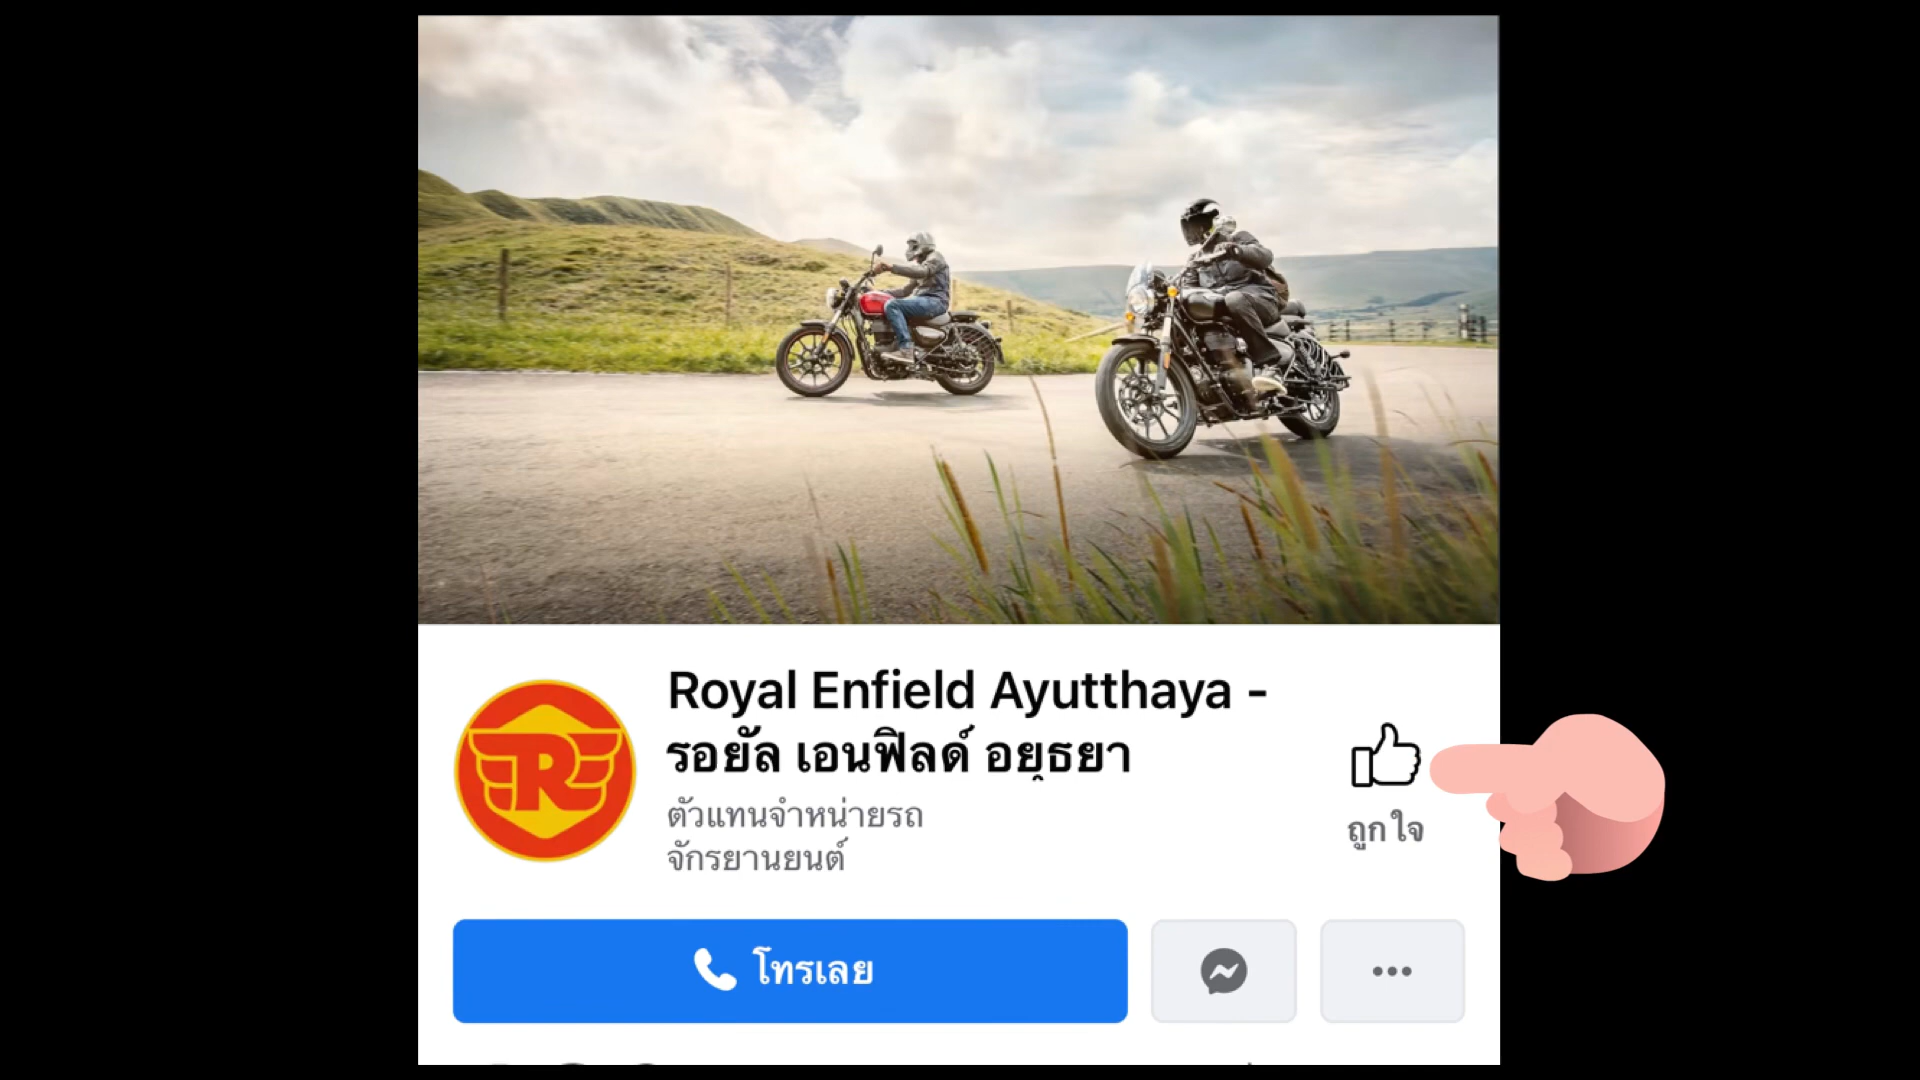 Royal Enfield Ayutthaya -
รอยัล เอนฟิลด์ อยุธยา
ตัวแทนจำหน่ายรถ
จักรยานยนต์
ถูกใจ
โทรเลย
R